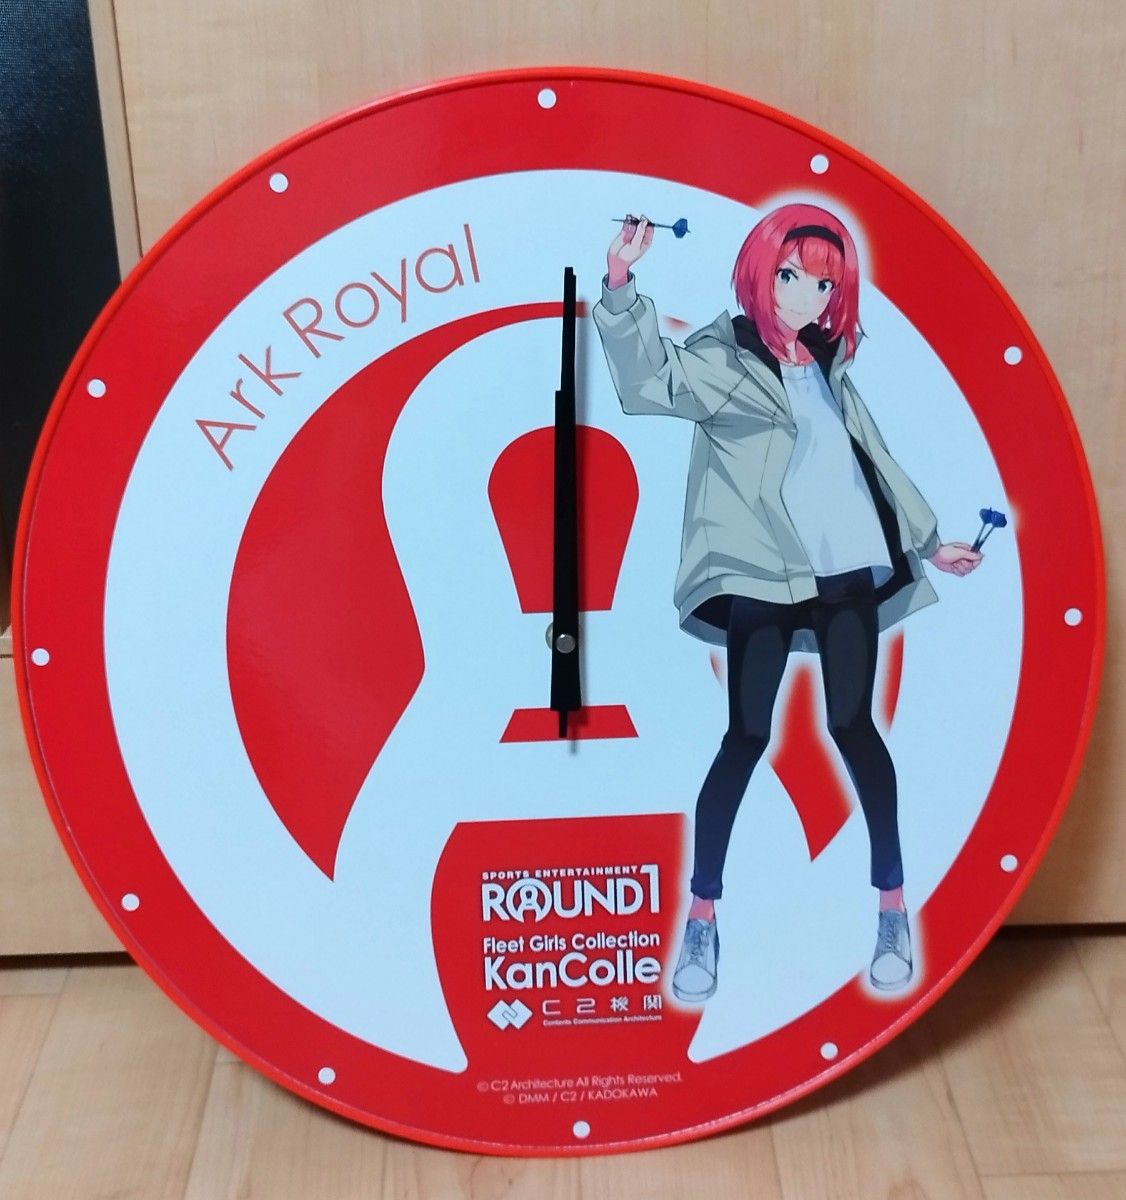 Ark Royal
SPORTS ENTERTAINMENT
ROUND1
Fleet Girls Collection
KanColle
C2機関
Contents Communication Architecture
© C2 Architecture All Rights Reserved.
© DMM / C2 / KADOKAWA